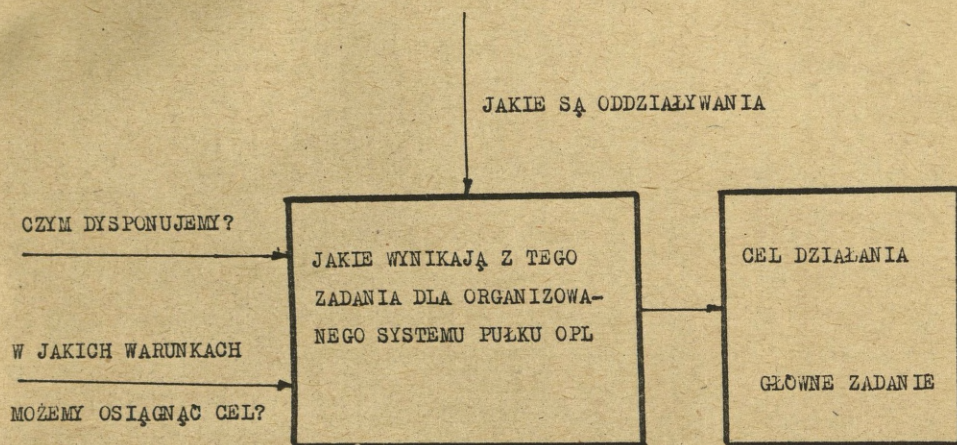 JAKIE SĄ ODDZIAŁYWANIA
CZYM DYSPONUJEMY?
W JAKICH WARUNKACH
MOŻEMY OSIĄGNĄĆ CEL?
JAKIE WYNIKAJĄ Z TEGO
ZADANIA DLA ORGANIZOWA-
NEGO SYSTEMU PUŁKU OPL
CEL DZIAŁANIA
GŁÓWNE ZADANIE